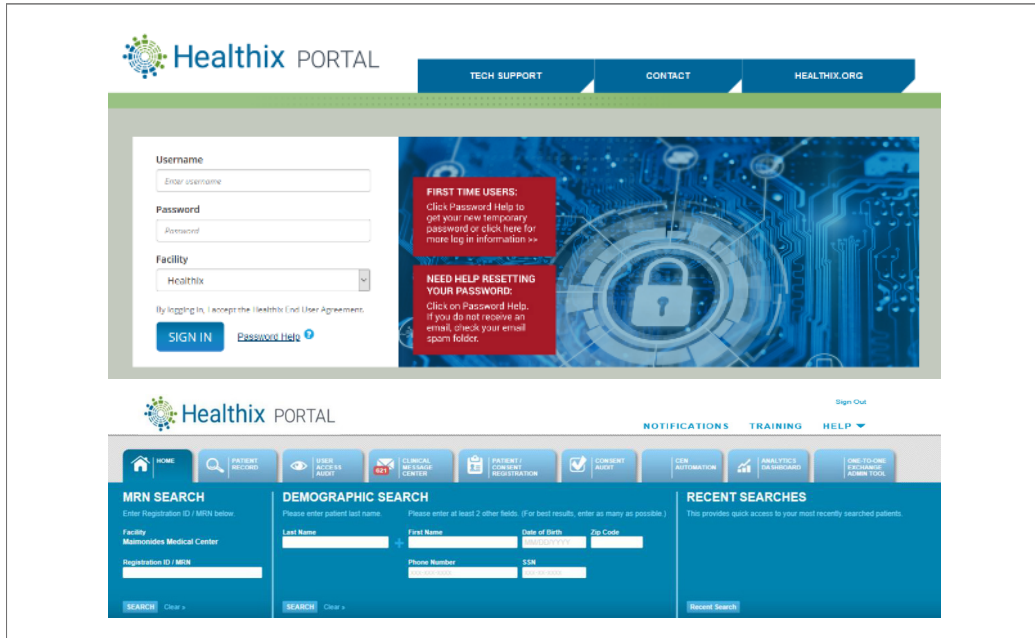 Healthix PORTAL
TECH SUPPORT
CONTACT
HEALTHIX.ORG
Username
Enter username
Password
Password
Facility
Healthix
By logging in, I accept the Healthix End User Agreement.
SIGN IN
Password Help ?
FIRST TIME USERS:
Click Password Help to
get your new temporary
password or click here for
more log in information >>
NEED HELP RESETTING
YOUR PASSWORD:
Click on Password Help.
If you do not receive an
email, check your email
spam folder.
Healthix PORTAL
Sign Out
NOTIFICATIONS
TRAINING
HELP
HOME
PATIENT
RECORD
USER
ACCESS
AUDIT
621
CLINICAL
MESSAGE
CENTER
PATIENT /
CONSENT
REGISTRATION
CONSENT
AUDIT
CEN
AUTOMATION
ANALYTICS
DASHBOARD
ONE-TO-ONE
EXCHANGE
ADMIN TOOL
MRN SEARCH
Enter Registration ID / MRN below.
Facility
Maimonides Medical Center
Registration ID / MRN
SEARCH
Clear »
DEMOGRAPHIC SEARCH
Please enter patient last name.
Please enter at least 2 other fields. (For best results, enter as many as possible.)
Last Name
+
First Name
Date of Birth
MM/DD/YYYY
Zip Code
Phone Number
SSN
SEARCH
Clear »
RECENT SEARCHES
This provides quick access to your most recently searched patients.
Recent Search